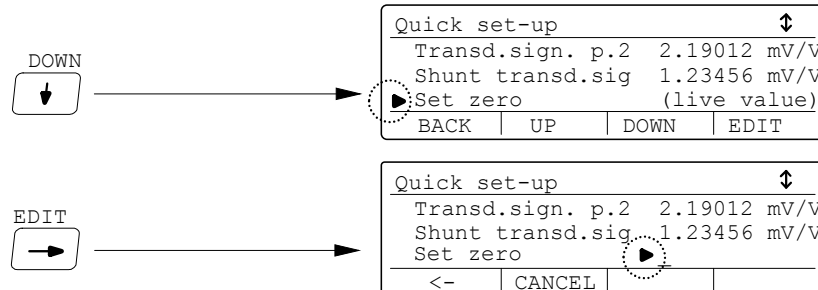 DOWN
Quick set-up
Transd.sign. p.2 2.19012 mV/V
Shunt transd.sig 1.23456 mV/V
Set zero (live value)
BACK UP DOWN EDIT
EDIT
Quick set-up
Transd.sign. p.2 2.19012 mV/V
Shunt transd.sig 1.23456 mV/V
Set zero _
<- CANCEL